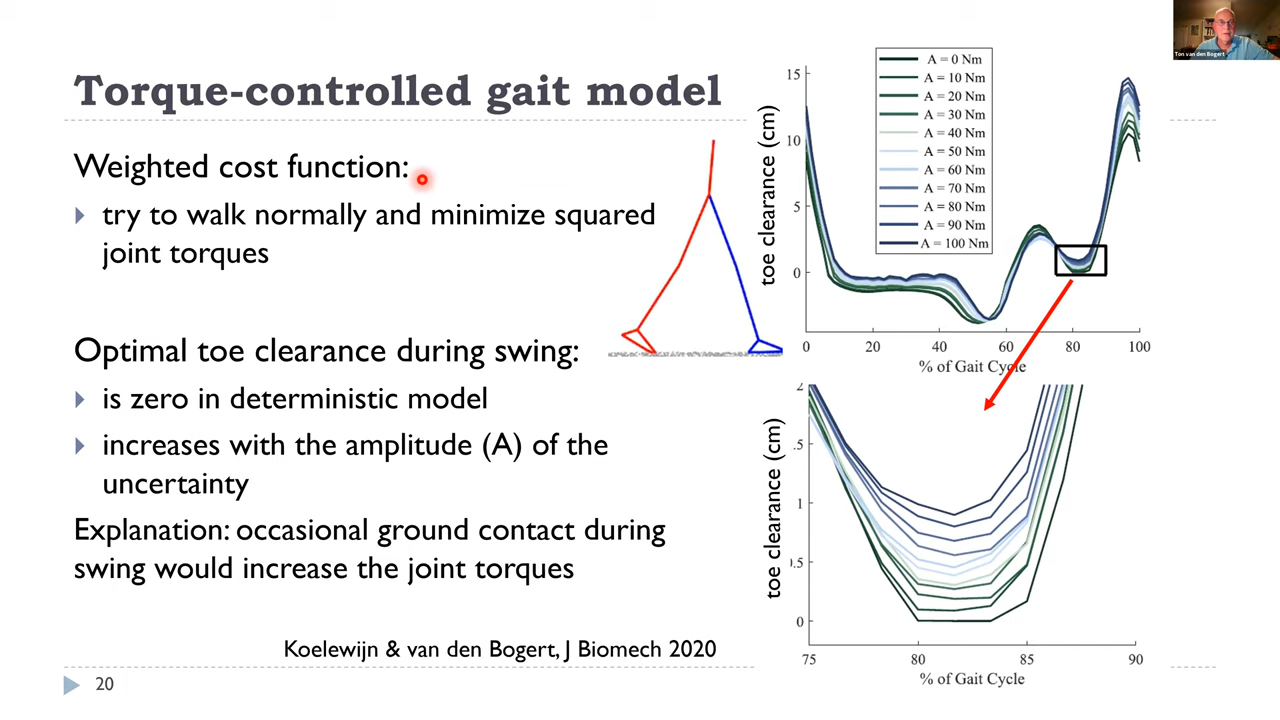 Torque-controlled gait model
Weighted cost function:
try to walk normally and minimize squared
joint torques
Optimal toe clearance during swing:
is zero in deterministic model
increases with the amplitude (A) of the
uncertainty
Explanation: occasional ground contact during
swing would increase the joint torques
Koelewijn & van den Bogert, J Biomech 2020
20
toe clearance (cm)
15
10
5
0
A = 0 Nm
A = 10 Nm
A = 20 Nm
A = 30 Nm
A = 40 Nm
A = 50 Nm
A = 60 Nm
A = 70 Nm
A = 80 Nm
A = 90 Nm
A = 100 Nm
0 20 40 60 80 100
% of Gait Cycle
toe clearance (cm)
2
.5
1
0.5
0
75 80 85 90
% of Gait Cycle
Ton van den Bogert